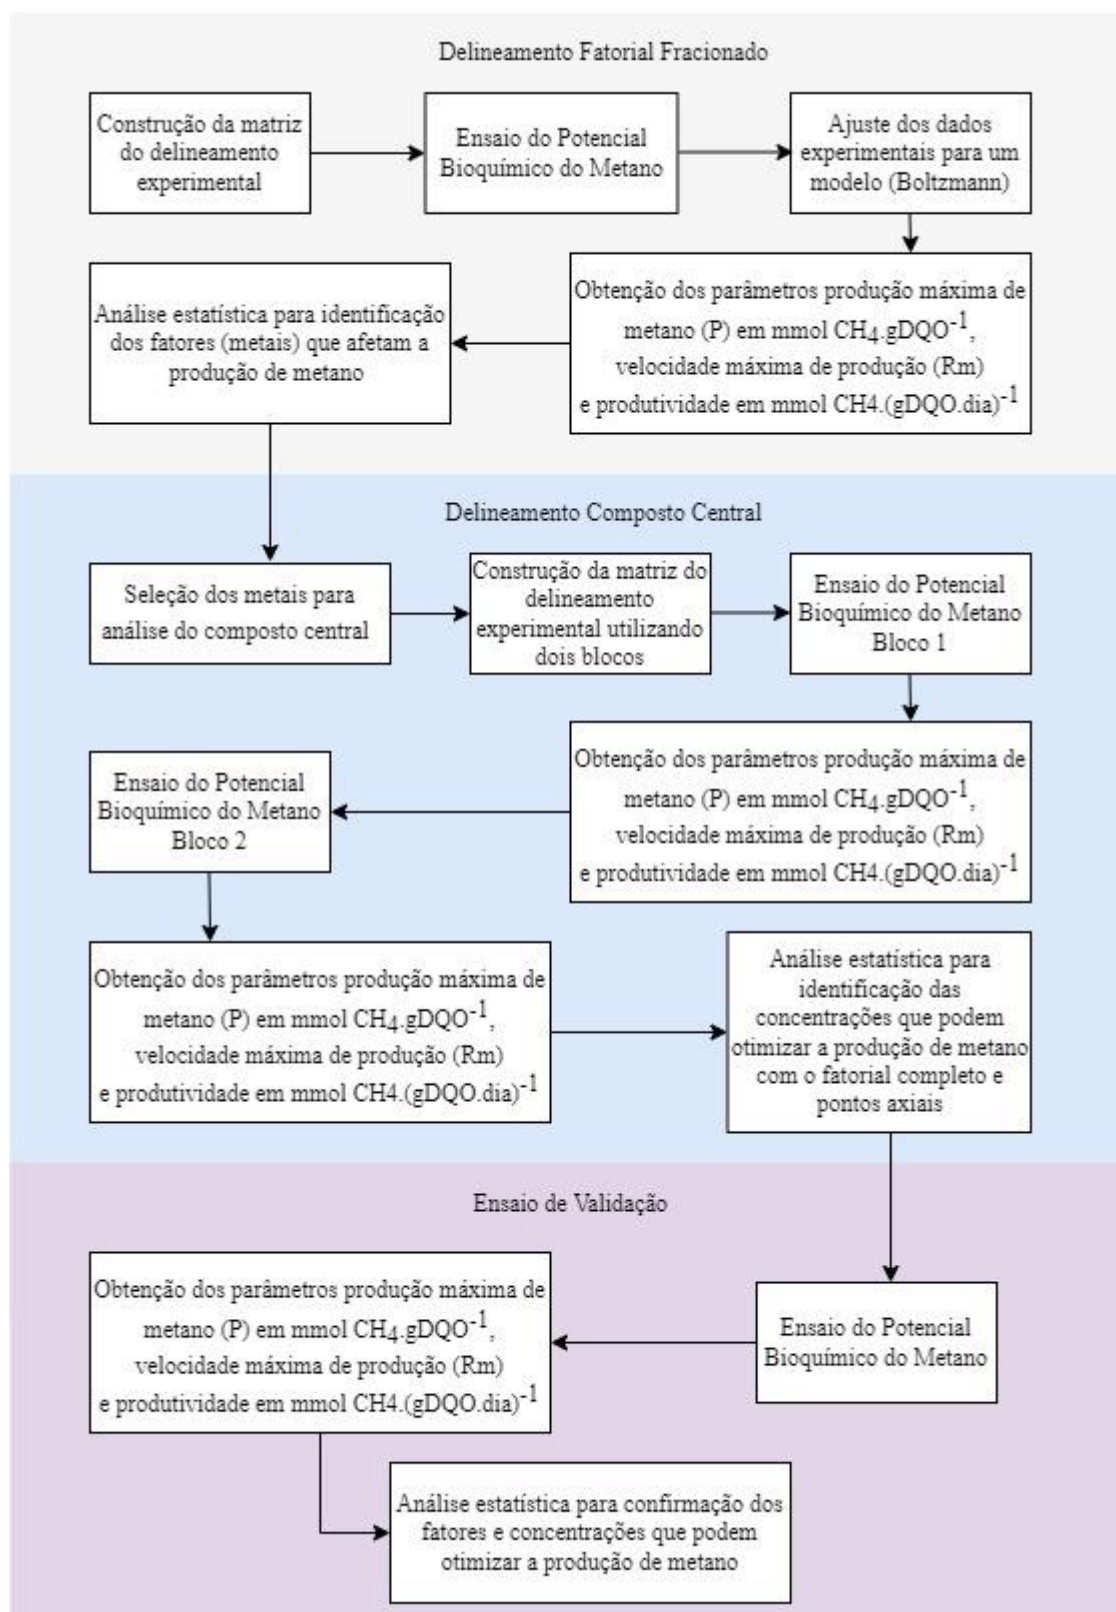 Delineamento Fatorial Fracionado
Construção da matriz
do delineamento
experimental
Ensaio do Potencial
Bioquímico do Metano
Ajuste dos dados
experimentais para um
modelo (Boltzmann)
Obtenção dos parâmetros produção máxima de
metano (P) em mmol CH₄.gDQO⁻¹,
velocidade máxima de produção (Rm)
e produtividade em mmol CH4.(gDQO.dia)⁻¹
Análise estatística para identificação
dos fatores (metais) que afetam a
produção de metano
Delineamento Composto Central
Seleção dos metais para
análise do composto central
Construção da matriz do
delineamento
experimental utilizando
dois blocos
Ensaio do Potencial
Bioquímico do Metano
Bloco 1
Obtenção dos parâmetros produção máxima de
metano (P) em mmol CH₄.gDQO⁻¹,
velocidade máxima de produção (Rm)
e produtividade em mmol CH4.(gDQO.dia)⁻¹
Ensaio do Potencial
Bioquímico do Metano
Bloco 2
Obtenção dos parâmetros produção máxima de
metano (P) em mmol CH₄.gDQO⁻¹,
velocidade máxima de produção (Rm)
e produtividade em mmol CH4.(gDQO.dia)⁻¹
Análise estatística para
identificação das
concentrações que podem
otimizar a produção de metano
com o fatorial completo e
pontos axiais
Ensaio de Validação
Ensaio do Potencial
Bioquímico do Metano
Obtenção dos parâmetros produção máxima de
metano (P) em mmol CH₄.gDQO⁻¹,
velocidade máxima de produção (Rm)
e produtividade em mmol CH4.(gDQO.dia)⁻¹
Análise estatística para confirmação dos
fatores e concentrações que podem
otimizar a produção de metano